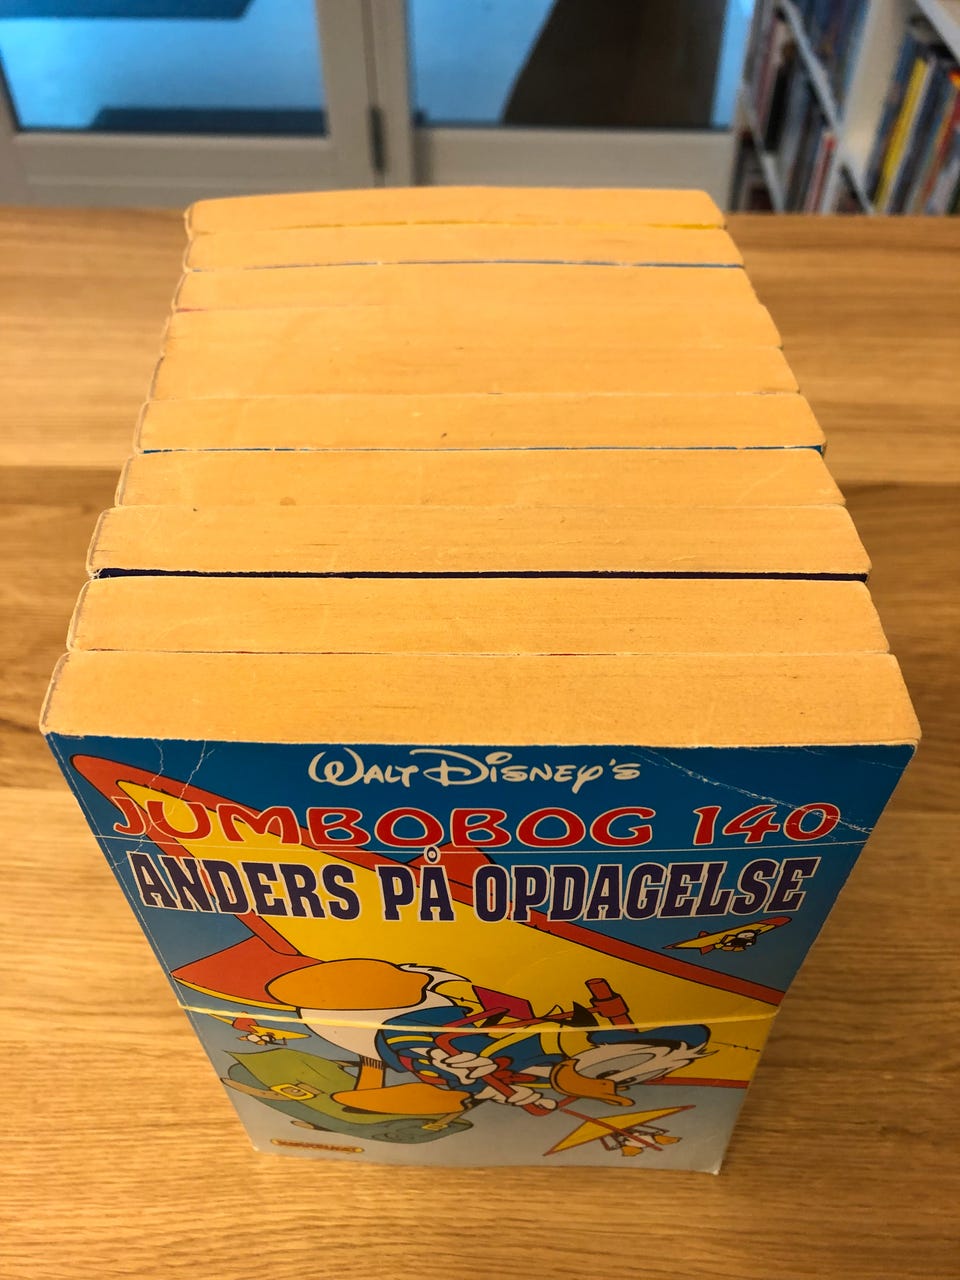 Walt Disney's
JUMBOBOG 140
ANDERS PÅ OPDAGELSE